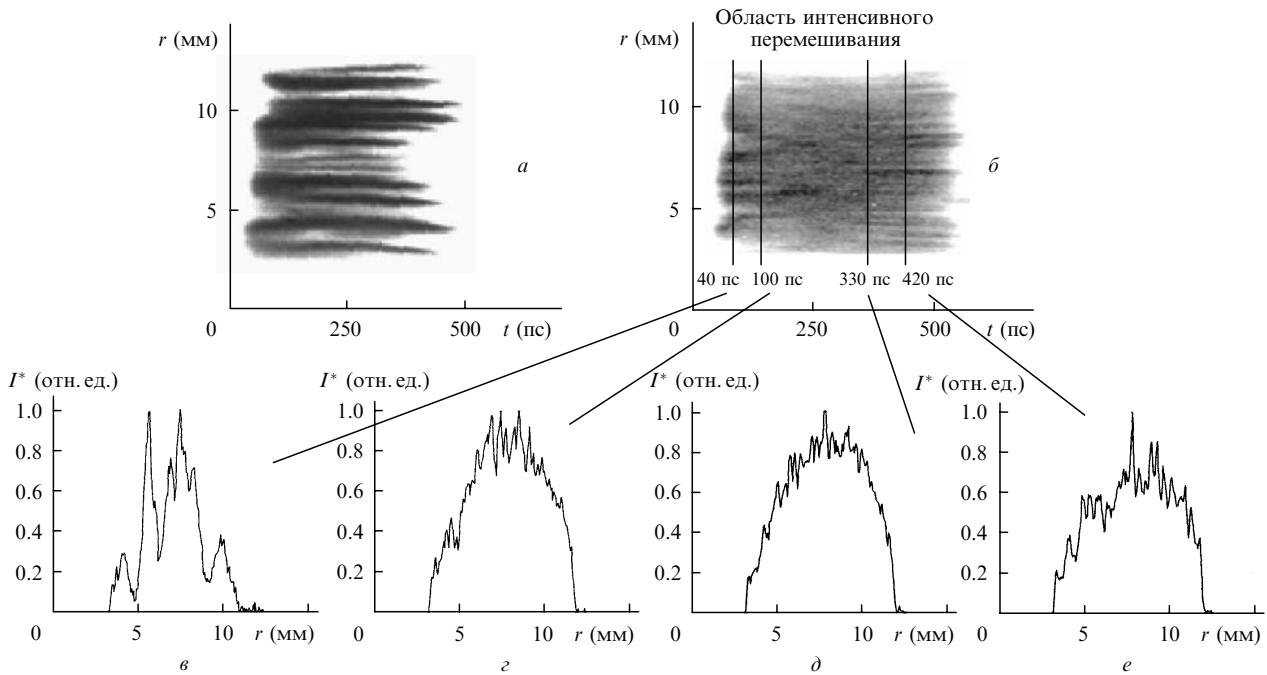 r (мм)
10
5
0
250
500
t (пс)
а
Область интенсивного
перемешивания
r (мм)
10
5
40 пс
100 пс
330 пс
420 пс
0
250
500
t (пс)
б
I* (отн. ед.)
1.0
0.8
0.6
0.4
0.2
0
5
10
r (мм)
в
I* (отн. ед.)
1.0
0.8
0.6
0.4
0.2
0
5
10
r (мм)
г
I* (отн. ед.)
1.0
0.8
0.6
0.4
0.2
0
5
10
r (мм)
д
I* (отн. ед.)
1.0
0.8
0.6
0.4
0.2
0
5
10
r (мм)
е